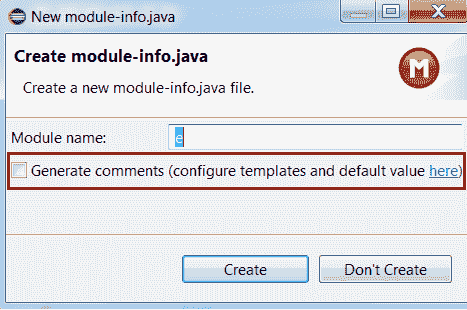 New module-info.java
Create module-info.java
Create a new module-info.java file.
M
Module name: e
Generate comments (configure templates and default value here)
Create Don't Create